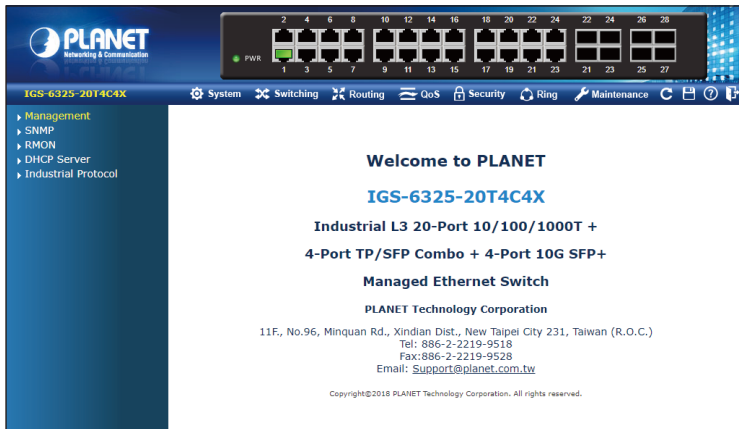 PLANET
Networking & Communication
2 4 6 8 10 12 14 16 18 20 22 24 22 24 26 28
PWR
1 3 5 7 9 11 13 15 17 19 21 23 21 23 25 27
IGS-6325-20T4C4X
System Switching Routing QoS Security Ring Maintenance
Management
SNMP
RMON
DHCP Server
Industrial Protocol
Welcome to PLANET
IGS-6325-20T4C4X
Industrial L3 20-Port 10/100/1000T +
4-Port TP/SFP Combo + 4-Port 10G SFP+
Managed Ethernet Switch
PLANET Technology Corporation
11F., No.96, Minquan Rd., Xindian Dist., New Taipei City 231, Taiwan (R.O.C.)
Tel: 886-2-2219-9518
Fax:886-2-2219-9528
Email: Support@planet.com.tw
Copyright©2018 PLANET Technology Corporation. All rights reserved.